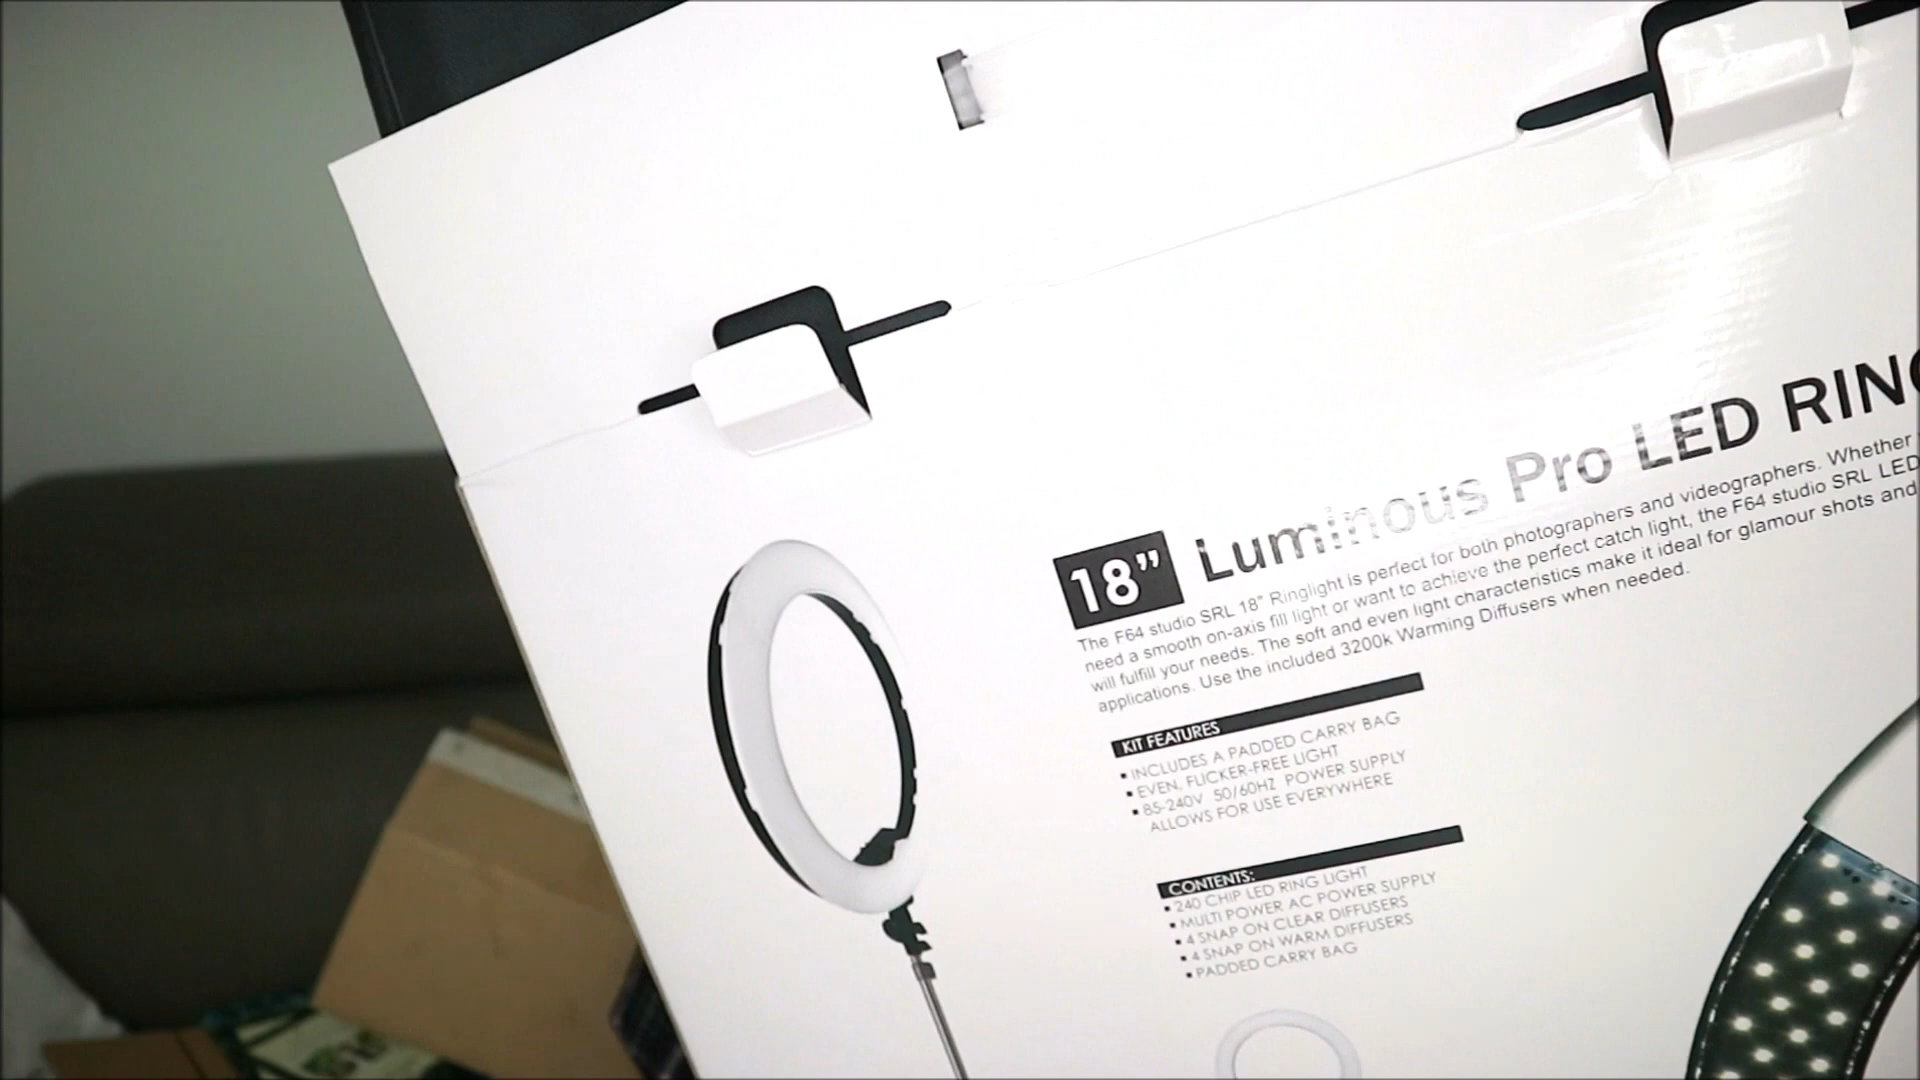 18" Luminous Pro LED RING
The F64 studio SRL 18" Ringlight is perfect for both photographers and videographers. Whether
need a smooth on-axis fill light or want to achieve the perfect catch light, the F64 studio SRL LED
will fulfill your needs. The soft and even light characteristics make it ideal for glamour shots and
applications. Use the included 3200k Warming Diffusers when needed.
KIT FEATURES
▪ INCLUDES A PADDED CARRY BAG
▪ EVEN, FLICKER-FREE LIGHT
▪ 85-240V 50/60HZ POWER SUPPLY
ALLOWS FOR USE EVERYWHERE
CONTENTS:
▪ 240 CHIP LED RING LIGHT
▪ MULTI POWER AC POWER SUPPLY
▪ 4 SNAP ON CLEAR DIFFUSERS
▪ 4 SNAP ON WARM DIFFUSERS
▪ PADDED CARRY BAG